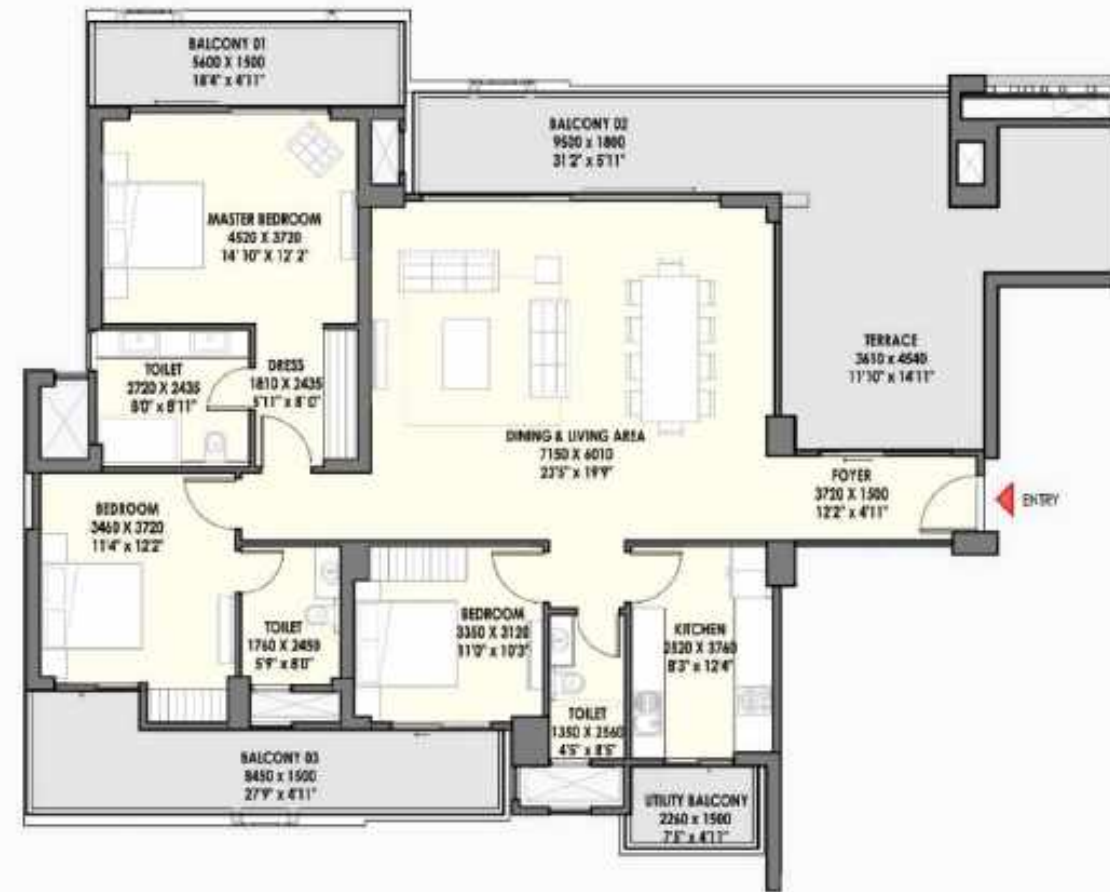 BALCONY 01
5600 X 1500
18'4" x 4'11"
BALCONY 02
9500 x 1800
31'2" x 5'11"
MASTER BEDROOM
4520 X 3720
14'10" X 12'2"
TERRACE
3610 x 4540
11'10" x 14'11"
TOILET
2720 X 2435
8'0" x 8'11"
DRESS
1810 X 2435
5'11" x 8'0"
DINING & LIVING AREA
7150 X 6010
23'5" x 19'9"
FOYER
3720 X 1500
12'2" x 4'11"
ENTRY
BEDROOM
3460 X 3720
11'4" x 12'2"
TOILET
1760 X 2450
5'9" x 8'0"
BEDROOM
3350 X 3120
11'0" x 10'3"
KITCHEN
2520 X 3760
8'3" x 12'4"
TOILET
1350 X 2560
4'5" x 8'5"
BALCONY 03
8450 x 1500
27'9" x 4'11"
UTILITY BALCONY
2260 x 1500
7'5" x 4'11"